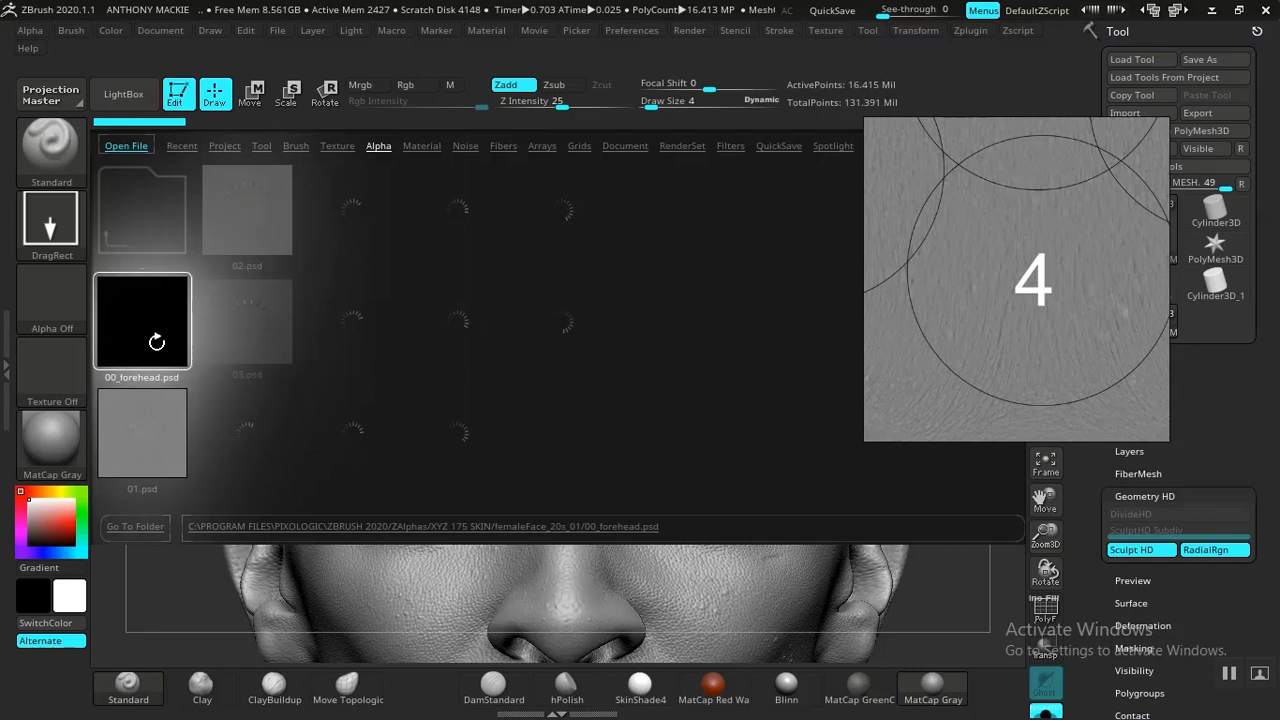 ZBrush 2020.1.1 ANTHONY MACKIE .. • Free Mem 8.561GB • Active Mem 2427 • Scratch Disk 4148 • Timer▶0.703 ATime▶0.025 • PolyCount▶16.413 MP • MeshCount▶ AC QuickSave See-through 0 Menus DefaultZScript
Alpha Brush Color Document Draw Edit File Layer Light Macro Marker Material Movie Picker Preferences Render Stencil Stroke Texture Tool Transform Zplugin Zscript
Help
Tool
Load Tool Save As
Load Tools From Project
Copy Tool Paste Tool
Import Export
PolyMesh3D
Visible R
MESH. 49 R
Projection Master
LightBox
Edit Draw Move Scale Rotate
Mrgb Rgb M
Rgb Intensity
Zadd Zsub Zcut
Z Intensity 25
Focal Shift 0
Draw Size 4 Dynamic
ActivePoints: 16.415 Mil
TotalPoints: 131.391 Mil
Open File Recent Project Tool Brush Texture Alpha Material Noise Fibers Arrays Grids Document RenderSet Filters QuickSave Spotlight
Standard
DragRect
Alpha Off
Texture Off
MatCap Gray
Gradient
SwitchColor
Alternate
02.psd
00_forehead.psd
03.psd
01.psd
4
Cylinder3D
PolyMesh3D
Cylinder3D_1
Go To Folder C:\PROGRAM FILES\PIXOLOGIC\ZBRUSH 2020/ZAlphas/XYZ 175 SKIN/femaleFace_20s_01/00_forehead.psd
Frame
Move
Zoom3D
Rotate
PolyF
Transp
Ghost
Layers
FiberMesh
Geometry HD
DivideHD
SculptHD Subdiv
Sculpt HD RadialRgn
Preview
Surface
Deformation
Masking
Visibility
Polygroups
Contact
Activate Windows
Go to Settings to activate Windows.
Standard Clay ClayBuildup Move Topologic DamStandard hPolish SkinShade4 MatCap Red Wa Blinn MatCap GreenC MatCap Gray